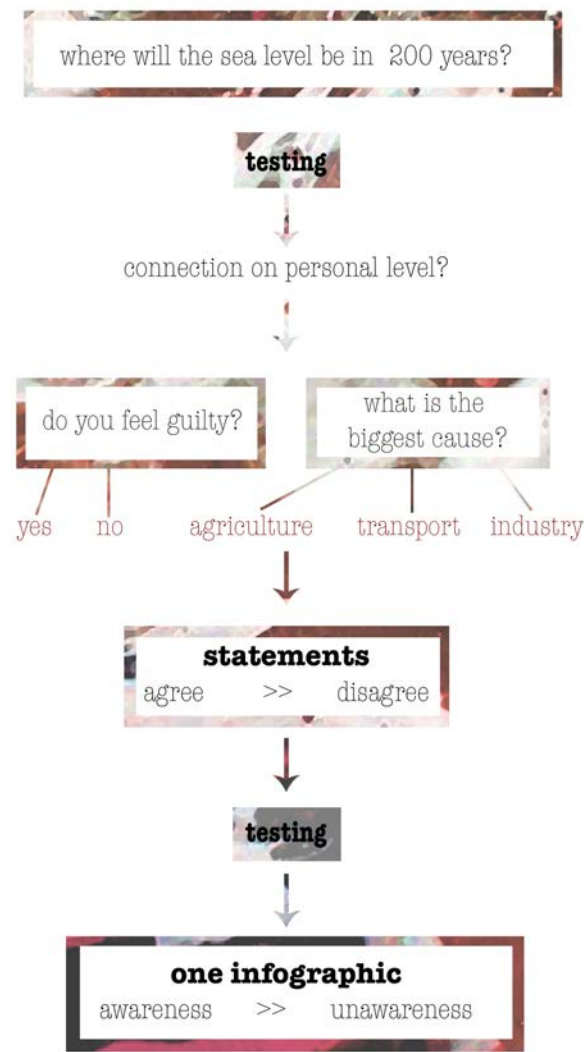 where will the sea level be in 200 years?
testing
connection on personal level?
do you feel guilty?
what is the
biggest cause?
yes no agriculture transport industry
statements
agree >> disagree
testing
one infographic
awareness >> unawareness